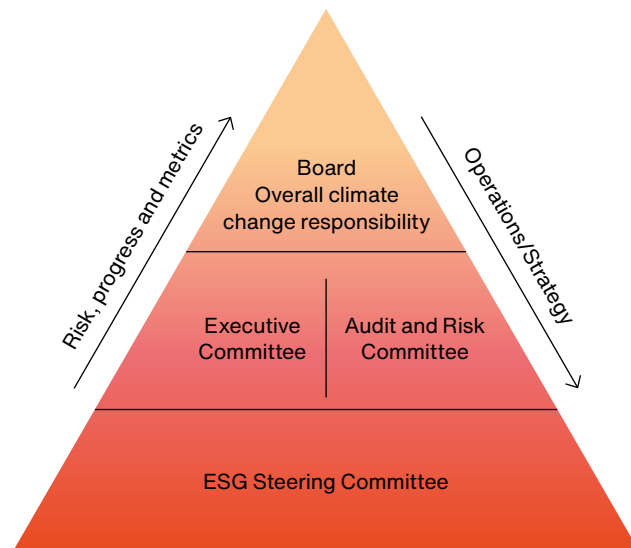 Board
Overall climate
change responsibility
Risk, progress and metrics
Operations/Strategy
Executive
Committee
Audit and Risk
Committee
ESG Steering Committee